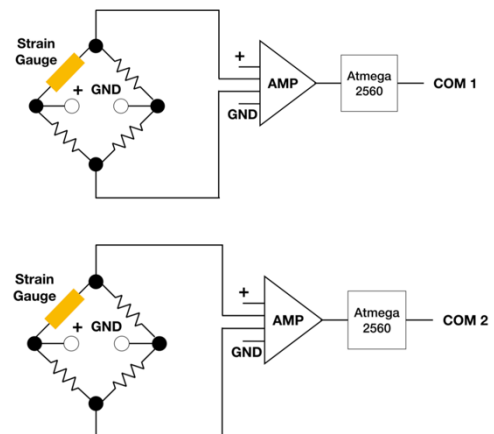 Strain
Gauge
+ GND
+
AMP
GND
Atmega
2560
COM 1
Strain
Gauge
+ GND
+
AMP
GND
Atmega
2560
COM 2